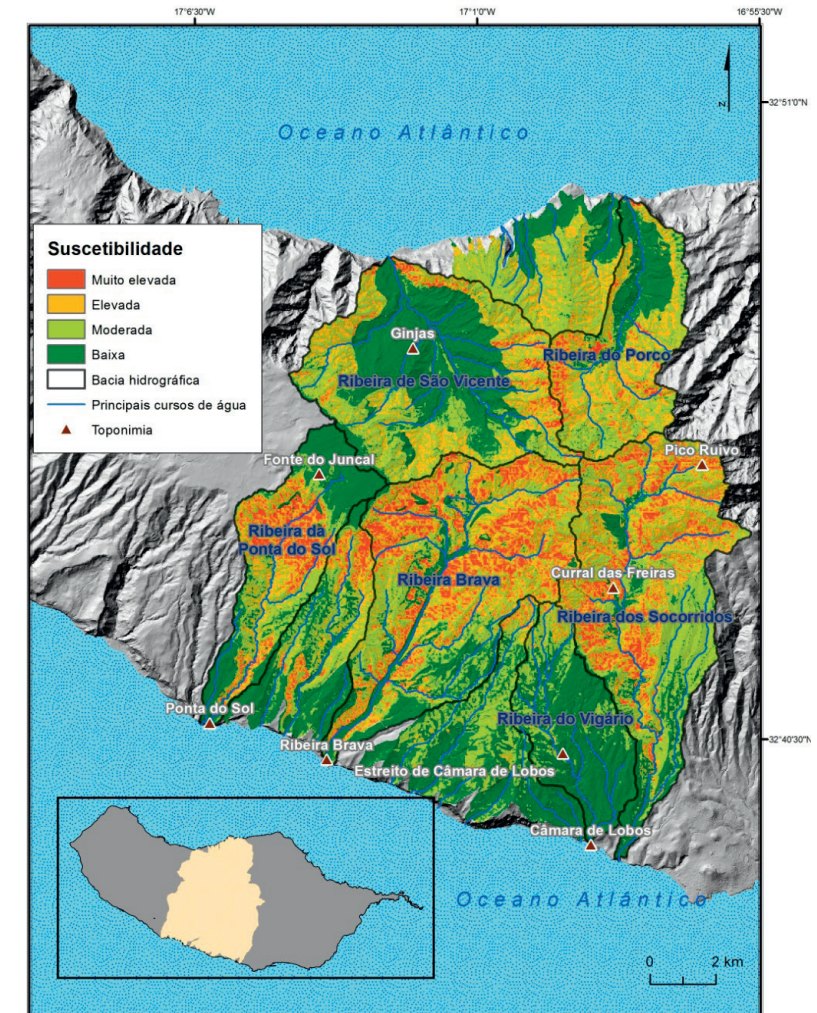 17°6'30"W
17°1'0"W
16°55'30"W
32°51'0"N
N
Oceano Atlântico
Suscetibilidade
Muito elevada
Elevada
Moderada
Baixa
Bacia hidrográfica
Principais cursos de água
Toponimia
Ginjas
Ribeira de São Vicente
Ribeira do Porco
Pico Ruivo
Fonte do Juncal
Ribeira da
Ponta do Sol
Ribeira Brava
Curral das Freiras
Ribeira dos Socorridos
Ponta do Sol
Ribeira do Vigário
32°40'30"N
Ribeira Brava
Estreito de Câmara de Lobos
Câmara de Lobos
Oceano Atlântico
0 2 km